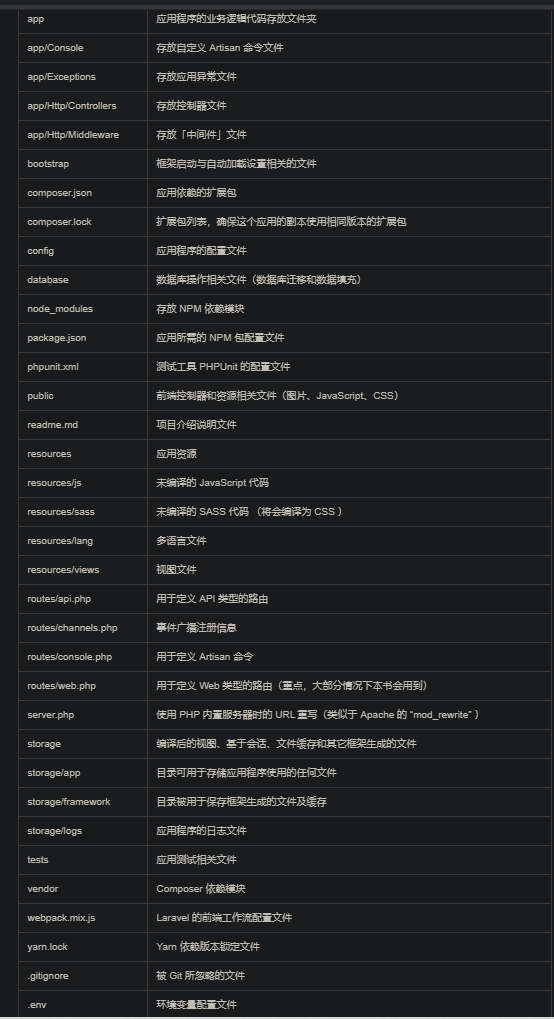 app 应用程序的业务逻辑代码存放文件夹
app/Console 存放自定义 Artisan 命令文件
app/Exceptions 存放应用异常文件
app/Http/Controllers 存放控制器文件
app/Http/Middleware 存放「中间件」文件
bootstrap 框架启动与自动加载设置相关的文件
composer.json 应用依赖的扩展包
composer.lock 扩展包列表，确保这个应用的副本使用相同版本的扩展包
config 应用程序的配置文件
database 数据库操作相关文件（数据库迁移和数据填充）
node_modules 存放 NPM 依赖模块
package.json 应用所需的 NPM 包配置文件
phpunit.xml 测试工具 PHPUnit 的配置文件
public 前端控制器和资源相关文件（图片、JavaScript、CSS）
readme.md 项目介绍说明文件
resources 应用资源
resources/js 未编译的 JavaScript 代码
resources/sass 未编译的 SASS 代码 （将会编译为 CSS ）
resources/lang 多语言文件
resources/views 视图文件
routes/api.php 用于定义 API 类型的路由
routes/channels.php 事件广播注册信息
routes/console.php 用于定义 Artisan 命令
routes/web.php 用于定义 Web 类型的路由（重点，大部分情况下本书会用到）
server.php 使用 PHP 内置服务器时的 URL 重写（类似于 Apache 的 "mod_rewrite" ）
storage 编译后的视图、基于会话、文件缓存和其它框架生成的文件
storage/app 目录可用于存储应用程序使用的任何文件
storage/framework 目录被用于保存框架生成的文件及缓存
storage/logs 应用程序的日志文件
tests 应用测试相关文件
vendor Composer 依赖模块
webpack.mix.js Laravel 的前端工作流配置文件
yarn.lock Yarn 依赖版本锁定文件
.gitignore 被 Git 所忽略的文件
.env 环境变量配置文件